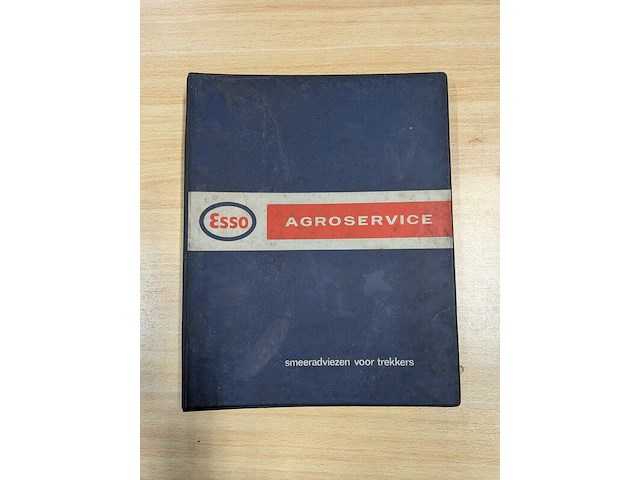 Esso
AGROSERVICE
smeeradviezen voor trekkers